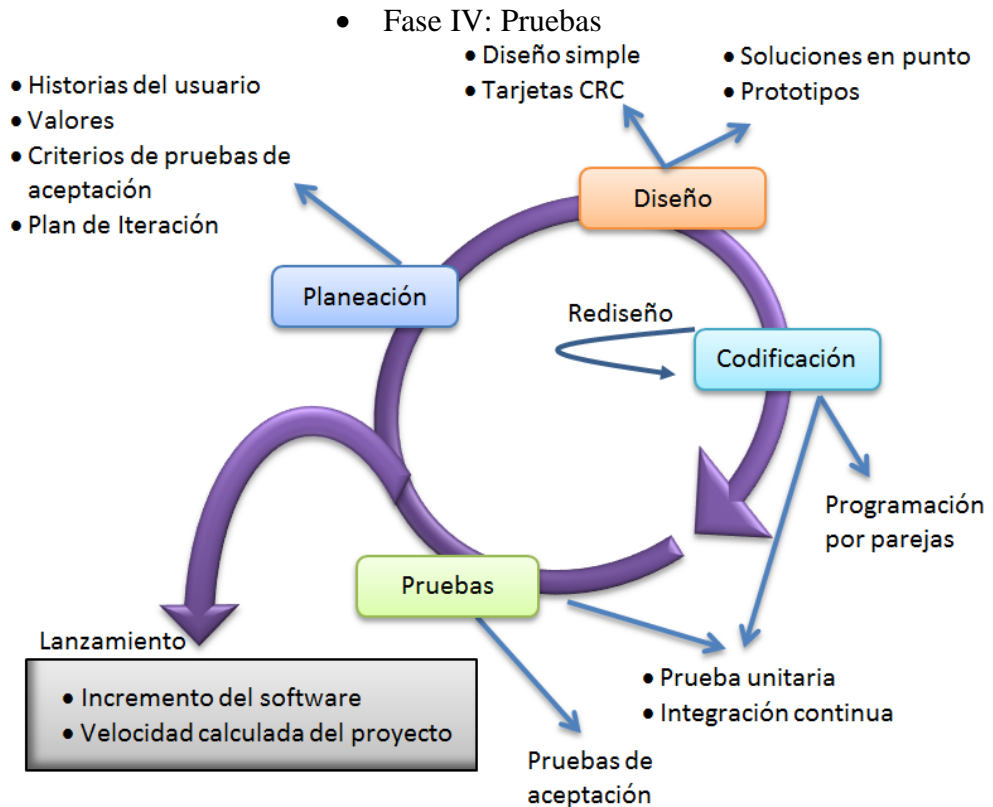 • Fase IV: Pruebas
• Historias del usuario
• Valores
• Criterios de pruebas de
aceptación
• Plan de Iteración
• Diseño simple
• Tarjetas CRC
• Soluciones en punto
• Prototipos
Diseño
Planeación
Rediseño
Codificación
Programación
por parejas
Pruebas
Lanzamiento
• Incremento del software
• Velocidad calculada del proyecto
• Prueba unitaria
• Integración continua
Pruebas de
aceptación